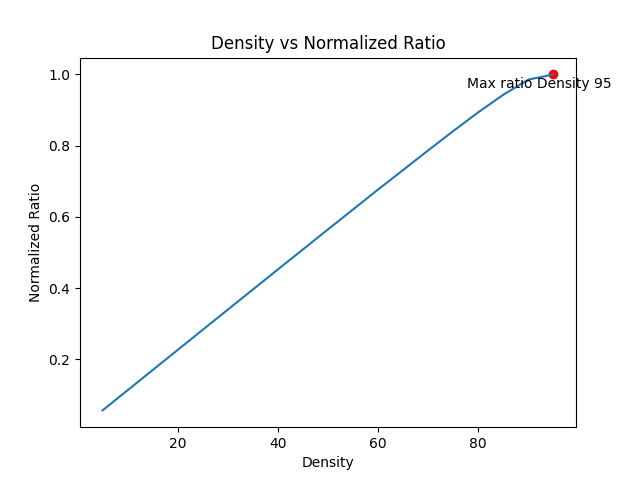 Density vs Normalized Ratio
1.0
Max ratio Density 95
0.8
0.6
0.4
0.2
Normalized Ratio
20 40 60 80
Density